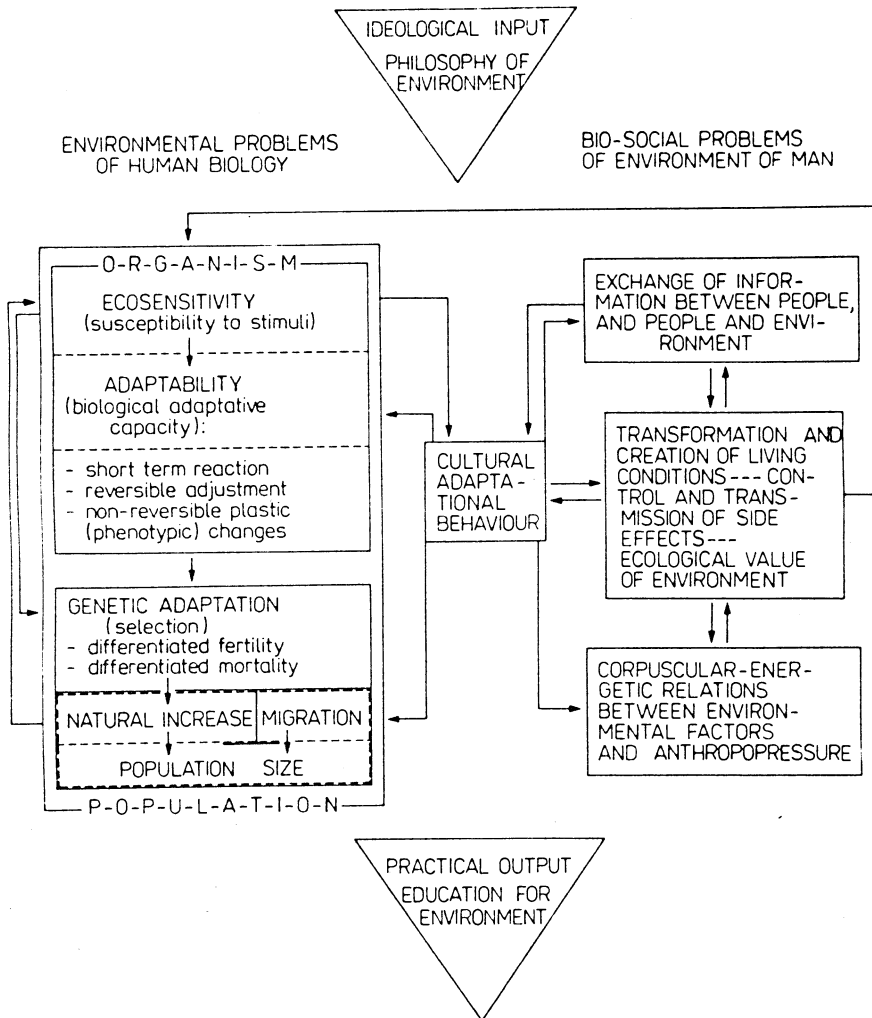 IDEOLOGICAL INPUT
PHILOSOPHY OF
ENVIRONMENT
ENVIRONMENTAL PROBLEMS
OF HUMAN BIOLOGY
BIO-SOCIAL PROBLEMS
OF ENVIRONMENT OF MAN
O-R-G-A-N-I-S-M
ECOSENSITIVITY
(susceptibility to stimuli)
ADAPTABILITY
(biological adaptative
capacity):
- short term reaction
- reversible adjustment
- non-reversible plastic
(phenotypic) changes
GENETIC ADAPTATION
(selection)
- differentiated fertility
- differentiated mortality
NATURAL INCREASE MIGRATION
POPULATION SIZE
P-O-P-U-L-A-T-I-O-N
CULTURAL
ADAPTA-
TIONAL
BEHAVIOUR
EXCHANGE OF INFOR-
MATION BETWEEN PEOPLE,
AND PEOPLE AND ENVI-
RONMENT
TRANSFORMATION AND
CREATION OF LIVING
CONDITIONS --- CON-
TROL AND TRANS-
MISSION OF SIDE
EFFECTS ---
ECOLOGICAL VALUE
OF ENVIRONMENT
CORPUSCULAR-ENER-
GETIC RELATIONS
BETWEEN ENVIRON-
MENTAL FACTORS
AND ANTHROPOPRESSURE
PRACTICAL OUTPUT
EDUCATION FOR
ENVIRONMENT